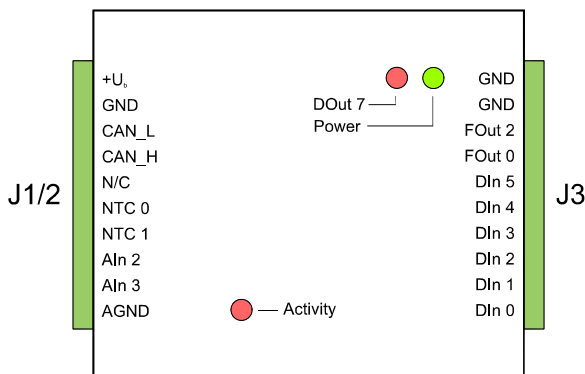 J1/2
+Ub
GND
CAN_L
CAN_H
N/C
NTC 0
NTC 1
AIn 2
AIn 3
AGND
DOut 7
Power
Activity
GND
GND
FOut 2
FOut 0
DIn 5
DIn 4
DIn 3
DIn 2
DIn 1
DIn 0
J3